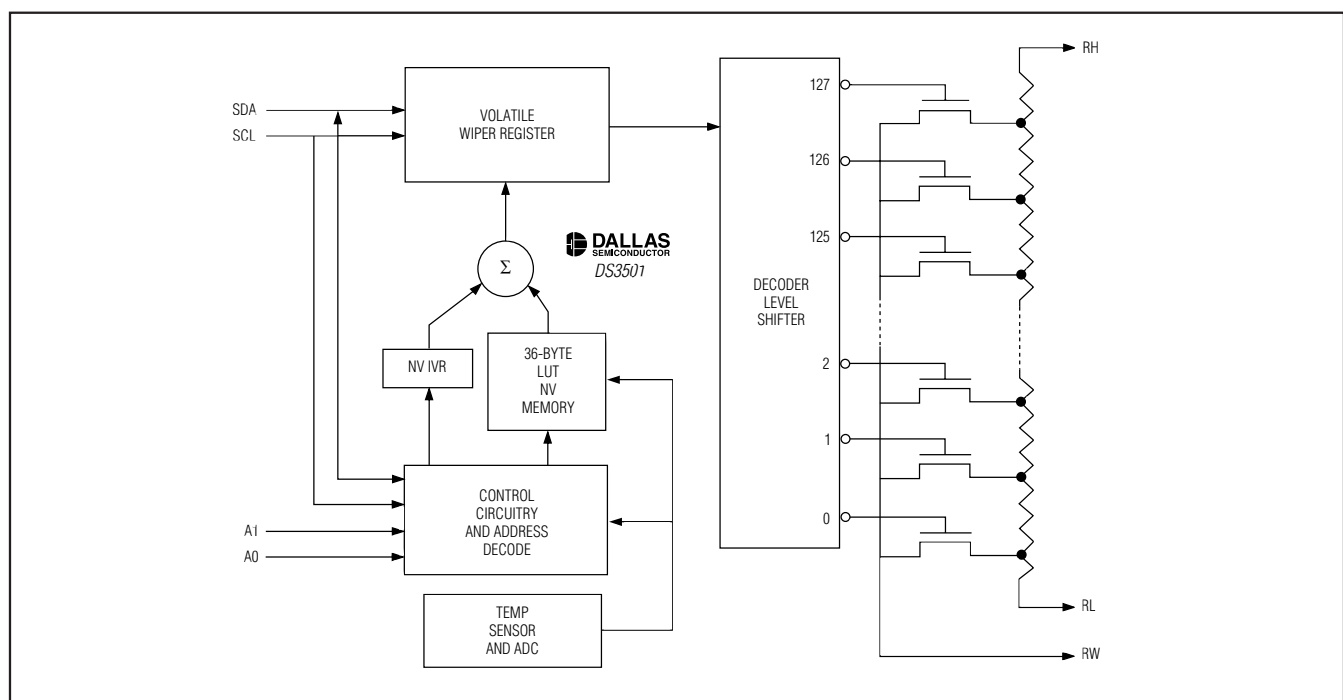 SDA
SCL
VOLATILE
WIPER REGISTER
DALLAS
SEMICONDUCTOR
DS3501
Σ
NV IVR
36-BYTE
LUT
NV
MEMORY
CONTROL
CIRCUITRY
AND ADDRESS
DECODE
A1
A0
TEMP
SENSOR
AND ADC
DECODER
LEVEL
SHIFTER
127
126
125
2
1
0
RH
RL
RW